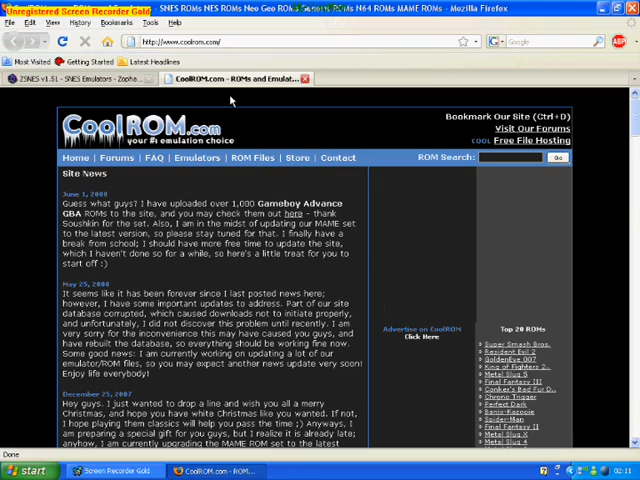 Unregistered Screen Recorder Gold
SNES ROMs NES ROMs Neo Geo ROMs
N64 ROMs MAME ROMs - Mozilla Firefox
File Edit View History Bookmarks Tools Help
http://www.coolrom.com/
Google
ABP
Most Visited Getting Started Latest Headlines
ZSNES v1.51 - SNES Emulators - Zopha...
CoolROM.com - ROMs and Emulat...
CoolROM.com
your #1 emulation choice
Bookmark Our Site (Ctrl+D)
Visit Our Forums
COOL Free File Hosting
Home | Forums | FAQ | Emulators | ROM Files | Store | Contact
ROM Search: Go
Site News
June 1, 2008
Guess what guys? I have uploaded over 1,000 Gameboy Advance
GBA ROMs to the site, and you may check them out here - thank
Soushkin for the set. Also, I am in the midst of updating our MAME set
to the latest version, so please stay tuned for that. I finally have a
break from school; I should have more free time to update the site,
which I haven't done so for a while, so here's a little treat for you to
start off :)
May 25, 2008
It seems like it has been forever since I last posted news here;
however, I have some important updates to address. Part of our site
database corrupted, which caused downloads not to initiate properly,
and unfortunately, I did not discover this problem until recently. I am
very sorry for the inconvenience this may have caused you guys, and
have rebuilt the database, so everything should be working fine now.
Some good news: I am currently working on updating a lot of our
emulator/ROM files, so you may expect another news update very soon!
Enjoy life everybody!
December 25, 2007
Hey guys. I just wanted to drop a line and wish you all a merry
Christmas, and hope you have white Christmas like you wanted. If not,
I hope playing them classics will help you pass the time ;) Anyways, I
am preparing a special gift for you guys, but I realize it is already late;
anyhow, I am currently upgrading the MAME ROM set to the latest
Advertise on CoolROM
Click Here
Top 20 ROMs
Super Smash Bros.
Resident Evil 2
GoldenEye 007
King of Fighters 2..
Metal Slug 5
Final Fantasy III
Conker's Bad Fur D..
Chrono Trigger
Perfect Dark
Banjo-Kazooie
Spider-Man
Final Fantasy II
Metal Slug X
Metal Slug 4
Done
start
Screen Recorder Gold
CoolROM.com - ROM...
02:11